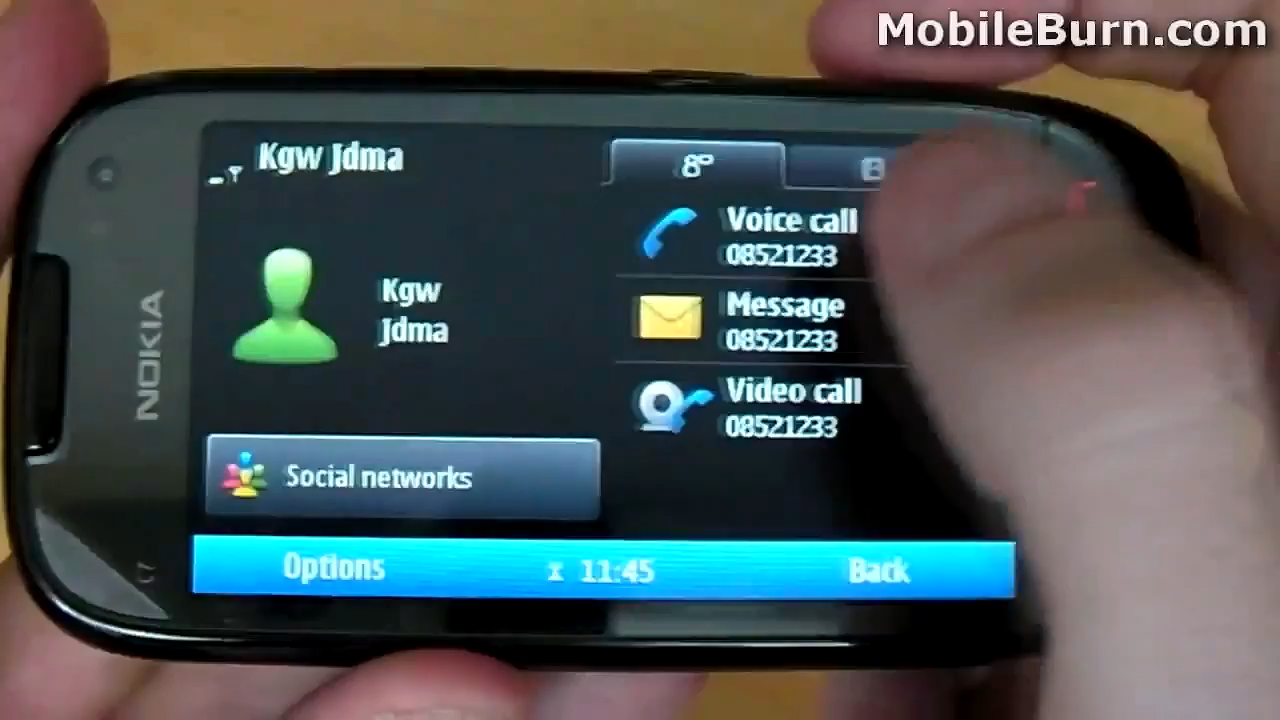 MobileBurn.com
Kgw Jdma
Voice call
08521233
Kgw
Jdma
Message
08521233
Video call
08521233
Social networks
Options
11:45
Back
NOKIA
C7